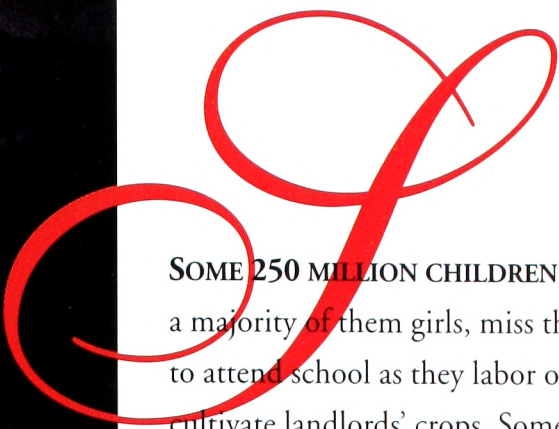 S
SOME 250 MILLION CHILDREN
a majority of them girls, miss th
to attend school as they labor o
cultivate landlords' crops. Some